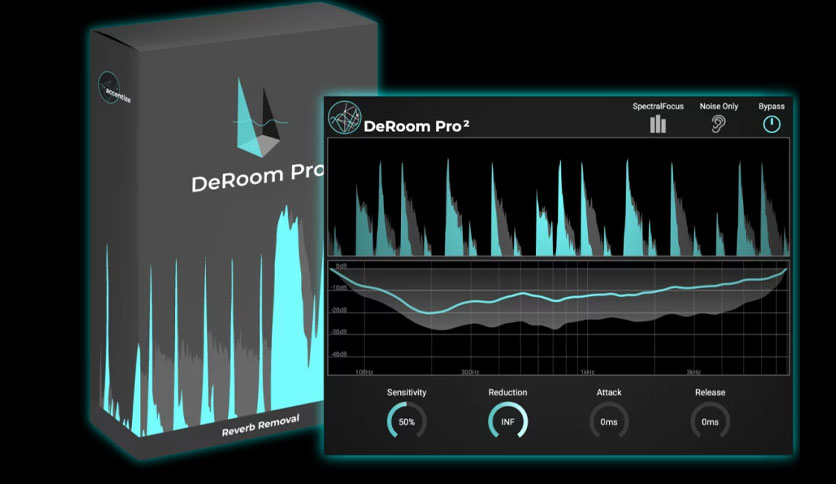 accentize
DeRoom Pro
Reverb Removal
DeRoom Pro²
SpectralFocus
Noise Only
Bypass
0dB
-10dB
-20dB
-30dB
-40dB
100Hz
300Hz
1kHz
3kHz
Sensitivity
Reduction
Attack
Release
50%
INF
0ms
0ms